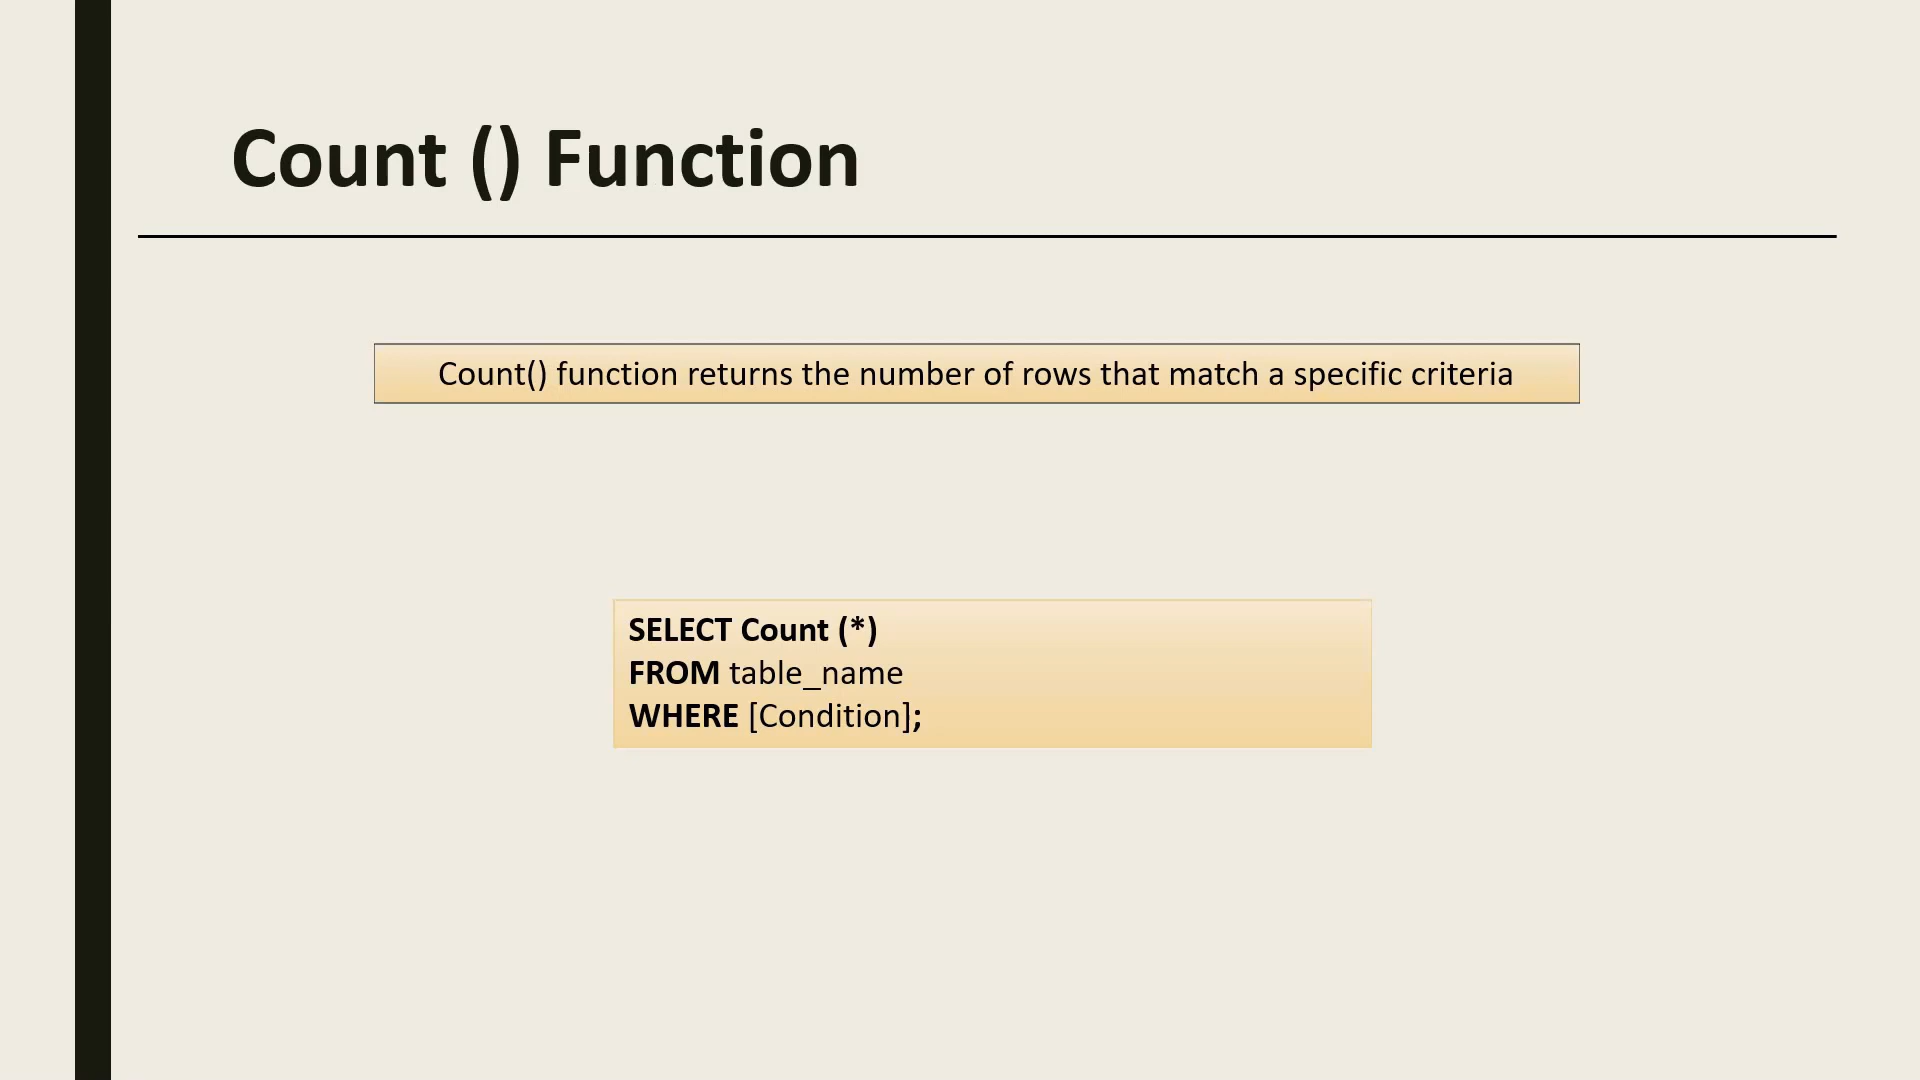 Count () Function
Count() function returns the number of rows that match a specific criteria
SELECT Count (*)
FROM table_name
WHERE [Condition];